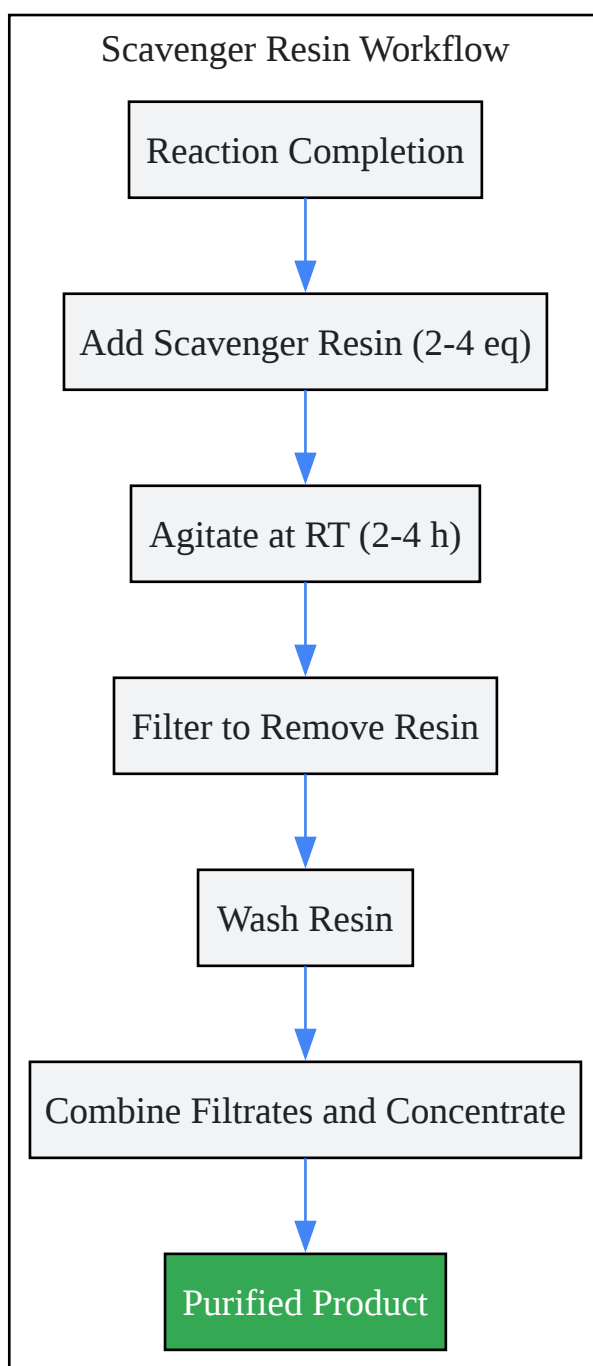 Scavenger Resin Workflow
Reaction Completion
Add Scavenger Resin (2-4 eq)
Agitate at RT (2-4 h)
Filter to Remove Resin
Wash Resin
Combine Filtrates and Concentrate
Purified Product